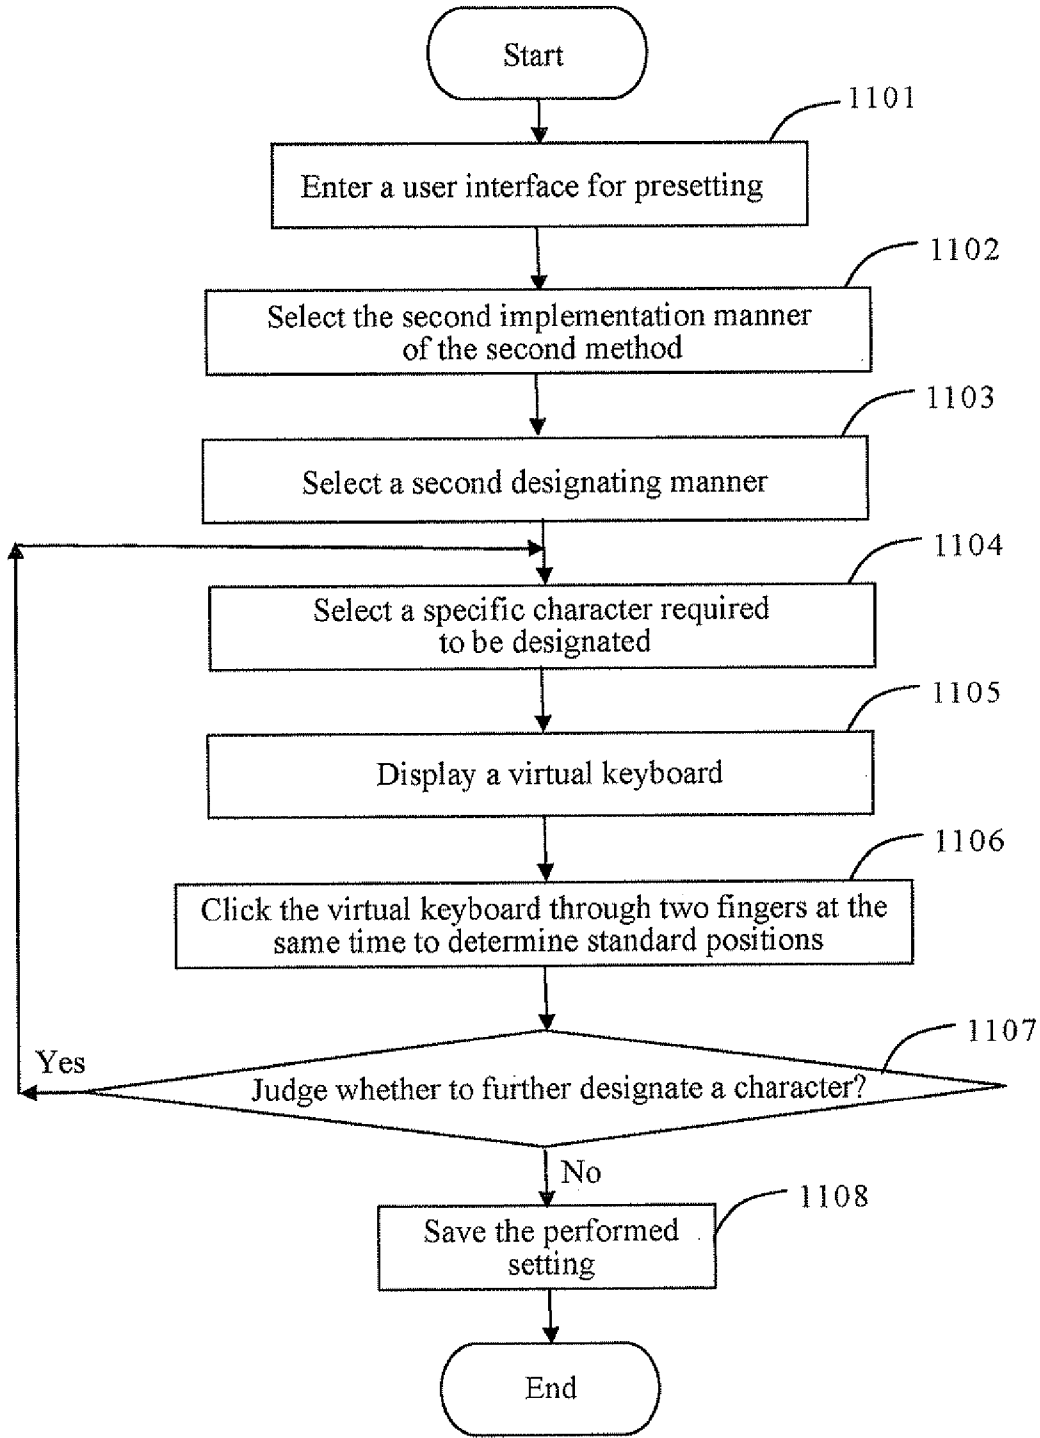 Start
1101
Enter a user interface for presetting
1102
Select the second implementation manner
of the second method
1103
Select a second designating manner
1104
Select a specific character required
to be designated
1105
Display a virtual keyboard
1106
Click the virtual keyboard through two fingers at the
same time to determine standard positions
1107
Yes
Judge whether to further designate a character?
No
1108
Save the performed
setting
End